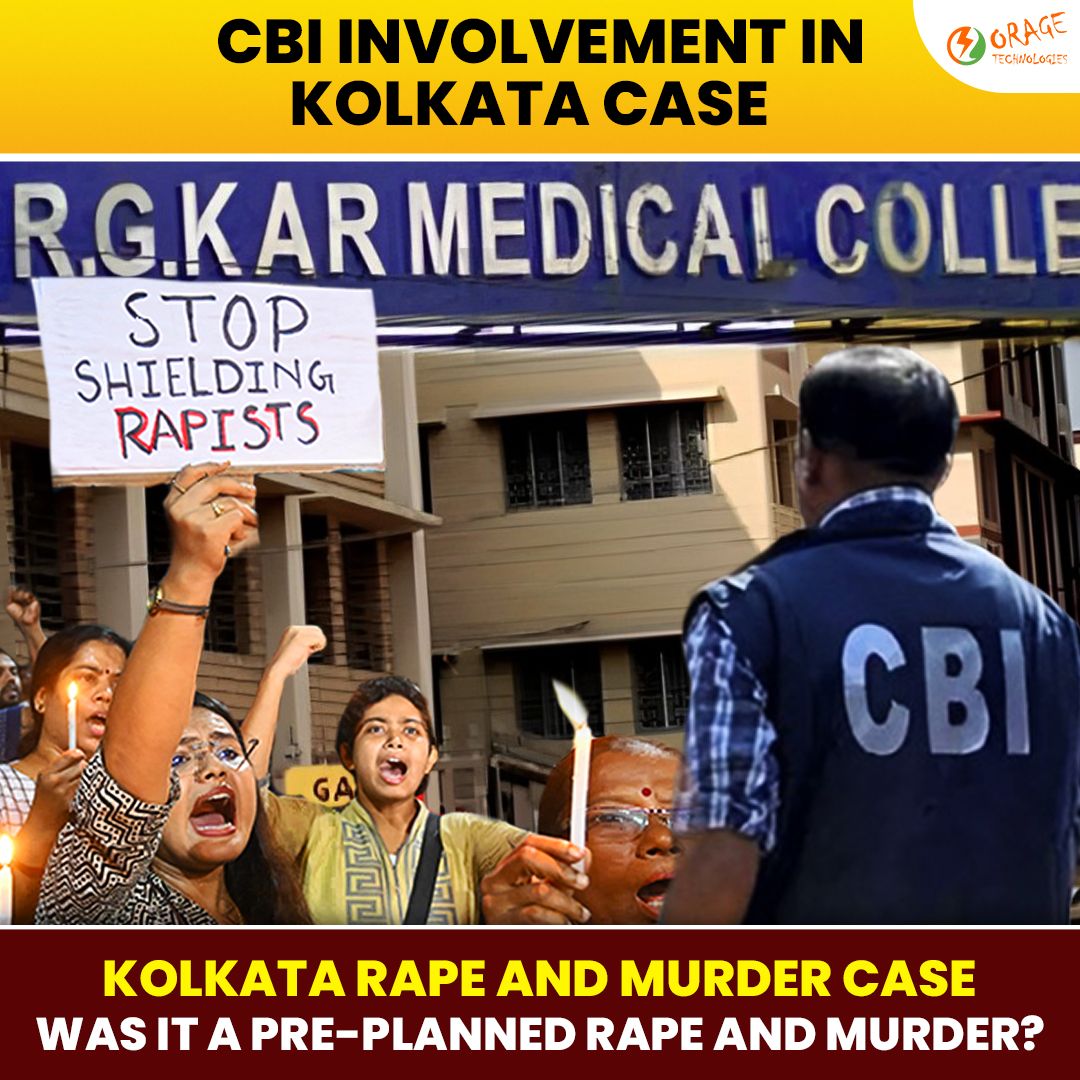 CBI INVOLVEMENT IN
KOLKATA CASE
ORAGE
TECHNOLOGIES
R.G.KAR MEDICAL COLLE
STOP
SHIELDING
RAPISTS
GA
CBI
KOLKATA RAPE AND MURDER CASE
WAS IT A PRE-PLANNED RAPE AND MURDER?